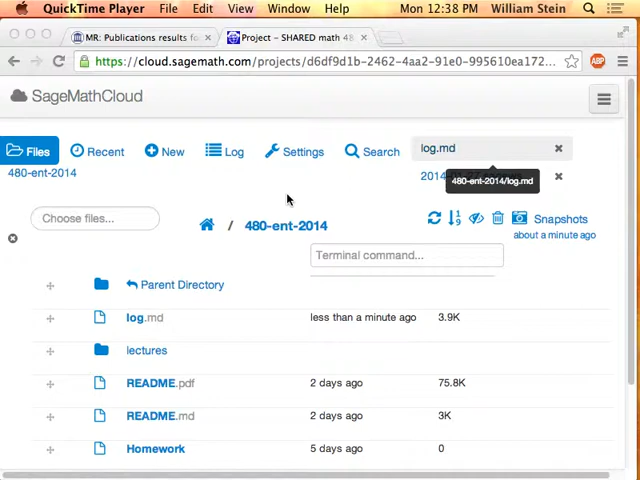 QuickTime Player File Edit View Window Help Mon 12:38 PM William Stein
MR: Publications results for
Project – SHARED math 48
https://cloud.sagemath.com/projects/d6df9d1b-2462-4aa2-91e0-995610ea172...
ABP
SageMathCloud
Files Recent New Log Settings Search
log.md
480-ent-2014
480-ent-2014/log.md
Choose files...
/ 480-ent-2014
Snapshots
about a minute ago
Terminal command...
Parent Directory
log.md less than a minute ago 3.9K
lectures
README.pdf 2 days ago 75.8K
README.md 2 days ago 3K
Homework 5 days ago 0